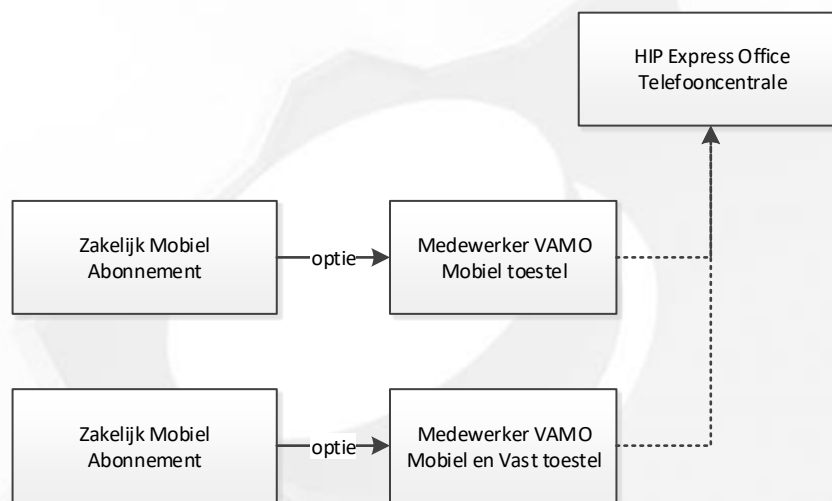 HIP Express Office
Telefooncentrale
Zakelijk Mobiel
Abonnement
optie
Medewerker VAMO
Mobiel toestel
Zakelijk Mobiel
Abonnement
optie
Medewerker VAMO
Mobiel en Vast toestel